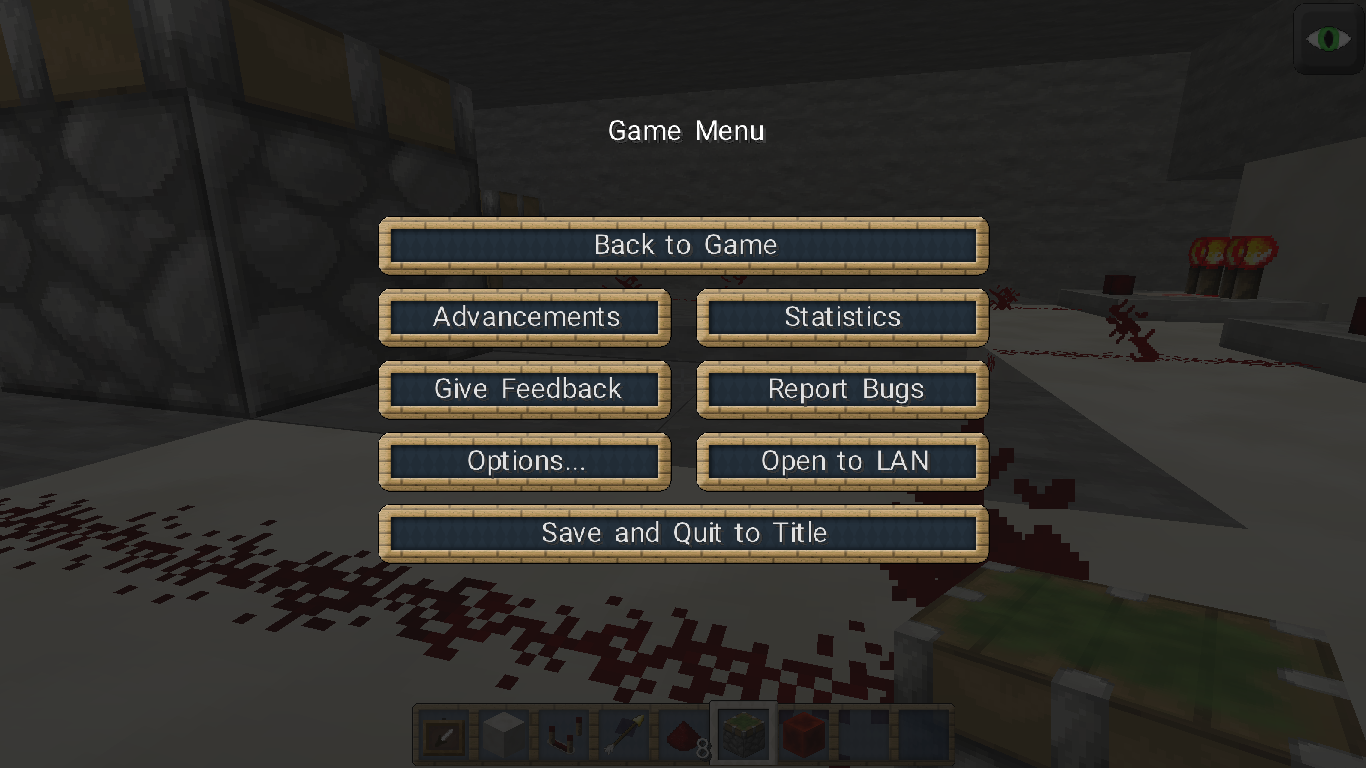 Game Menu
Back to Game
Advancements
Statistics
Give Feedback
Report Bugs
Options...
Open to LAN
Save and Quit to Title
8